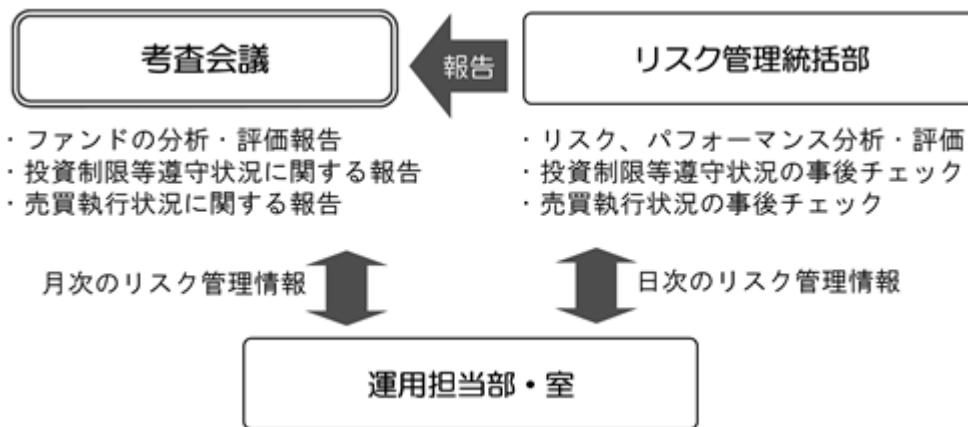 考査会議
報告
リスク管理統括部
・ファンドの分析・評価報告
・投資制限等遵守状況に関する報告
・売買執行状況に関する報告
・リスク、パフォーマンス分析・評価
・投資制限等遵守状況の事後チェック
・売買執行状況の事後チェック
月次のリスク管理情報
日次のリスク管理情報
運用担当部・室